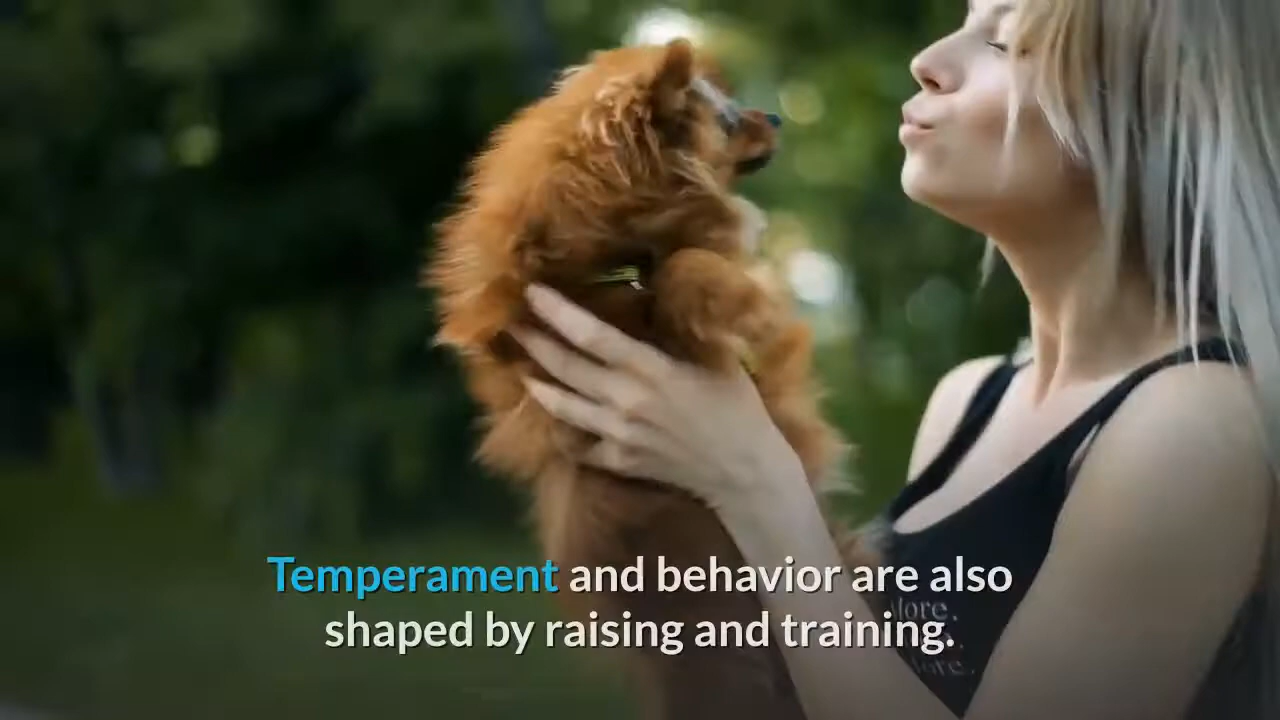 Temperament and behavior are also
shaped by raising and training.